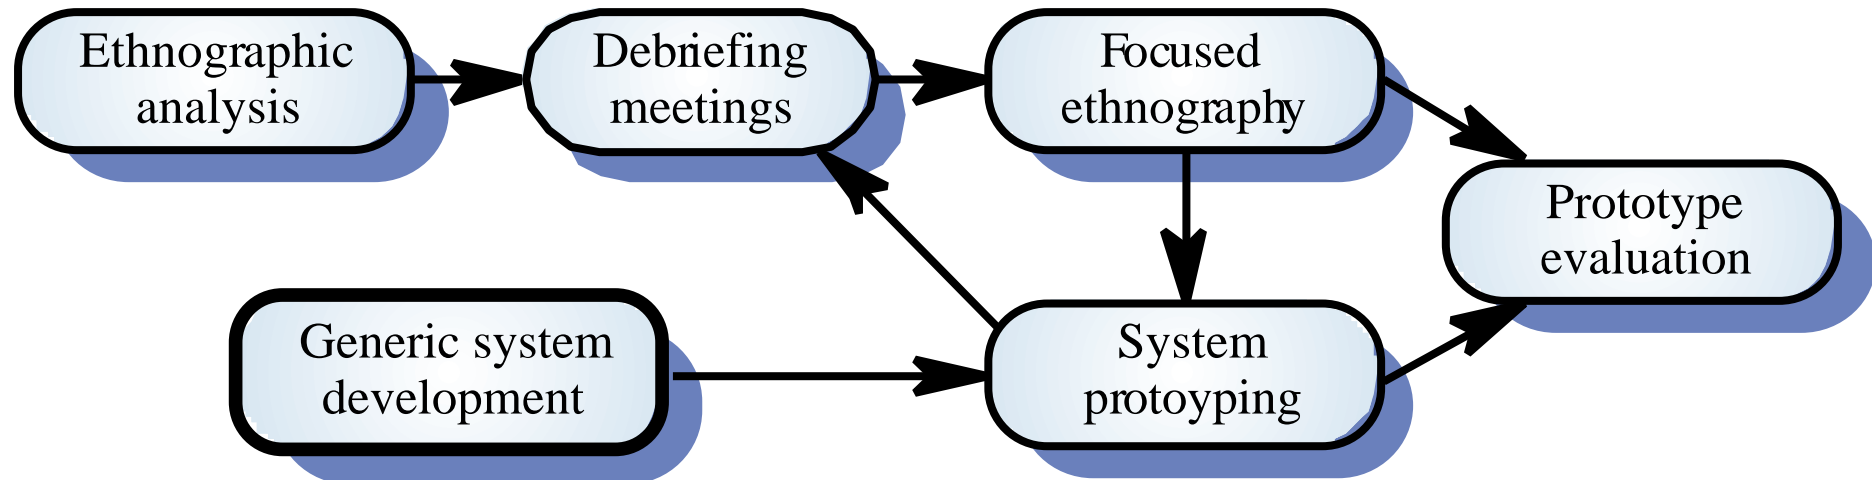 Ethnographic
analysis
Debriefing
meetings
Focused
ethnography
Prototype
evaluation
Generic system
development
System
protoyping